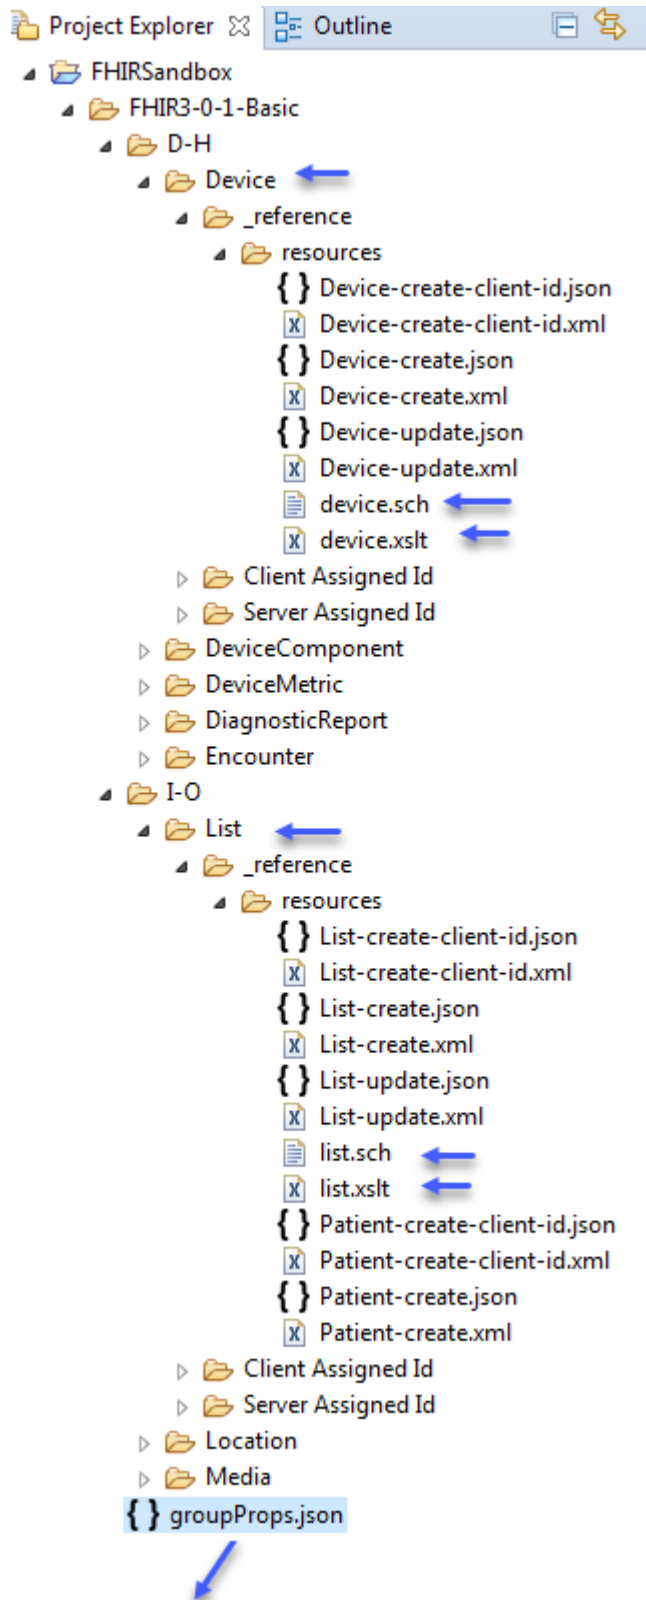 Project Explorer Outline
FHIRSandbox
FHIR3-0-1-Basic
D-H
Device
_reference
resources
Device-create-client-id.json
Device-create-client-id.xml
Device-create.json
Device-create.xml
Device-update.json
Device-update.xml
device.sch
device.xslt
Client Assigned Id
Server Assigned Id
DeviceComponent
DeviceMetric
DiagnosticReport
Encounter
I-O
List
_reference
resources
List-create-client-id.json
List-create-client-id.xml
List-create.json
List-create.xml
List-update.json
List-update.xml
list.sch
list.xslt
Patient-create-client-id.json
Patient-create-client-id.xml
Patient-create.json
Patient-create.xml
Client Assigned Id
Server Assigned Id
Location
Media
groupProps.json